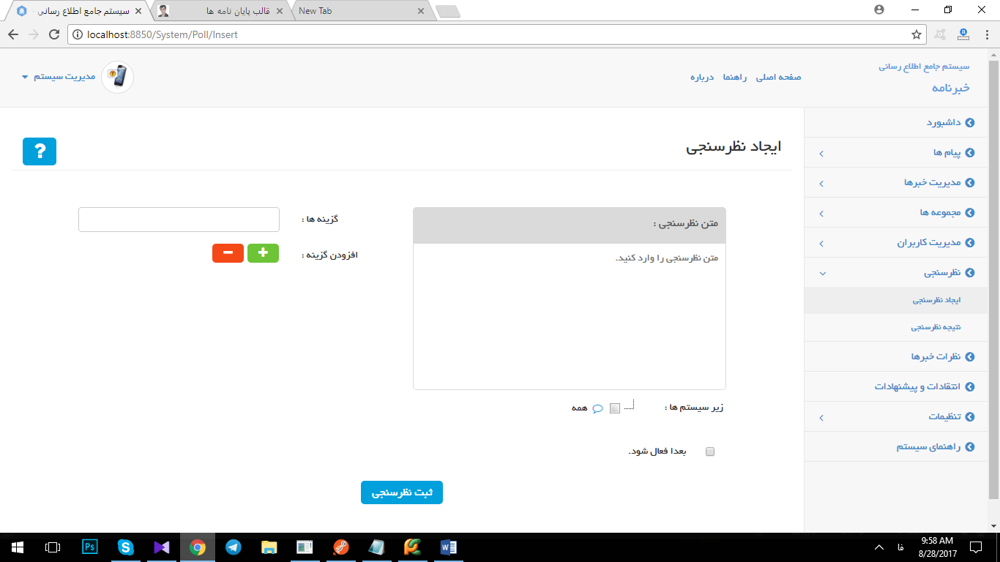 سیستم جامع اطلاع رسانی -
قالب پایان نامه ها
New Tab
localhost:8850/System/Poll/Insert
سیستم جامع اطلاع رسانی
خبرنامه
صفحه اصلی
راهنما
درباره
مدیریت سیستم
داشبورد
پیام ها
مدیریت خبرها
مجموعه ها
مدیریت کاربران
نظرسنجی
ایجاد نظرسنجی
نتیجه نظرسنجی
نظرات خبرها
انتقادات و پیشنهادات
تنظیمات
راهنمای سیستم
ایجاد نظرسنجی
?
متن نظرسنجی :
متن نظرسنجی را وارد کنید.
گزینه ها :
افزودن گزینه :
زیر سیستم ها :
همه
بعدا فعال شود.
ثبت نظرسنجی
Ps
فا
9:58 AM
8/28/2017